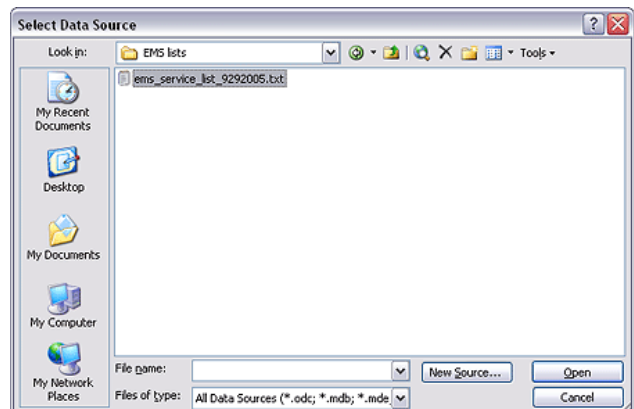 Select Data Source
Look in:
EMS lists
Tools
ems_service_list_9292005.txt
My Recent
Documents
Desktop
My Documents
My Computer
My Network
Places
File name:
New Source...
Open
Files of type:
All Data Sources (*.odc; *.mdb; *.mde
Cancel